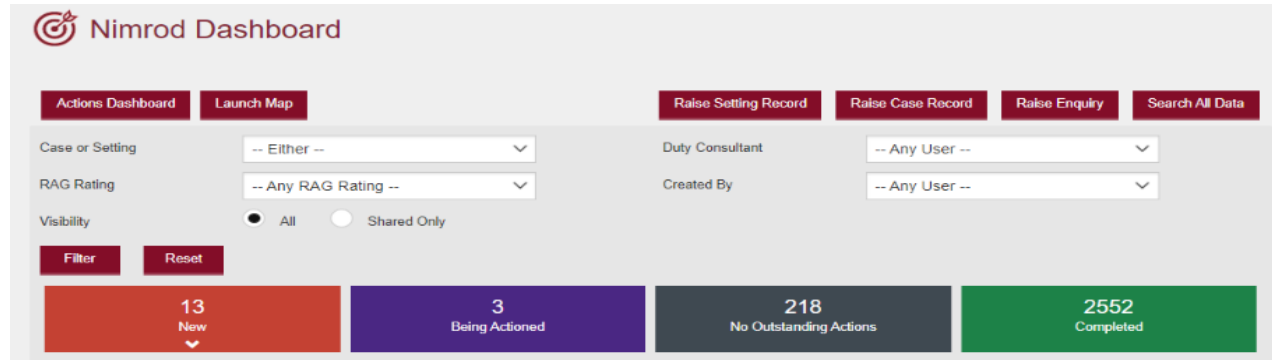 Nimrod Dashboard
Actions Dashboard Launch Map Raise Setting Record Raise Case Record Raise Enquiry Search All Data
Case or Setting -- Either -- Duty Consultant -- Any User --
RAG Rating -- Any RAG Rating -- Created By -- Any User --
Visibility All Shared Only
Filter Reset
13 3 218 2552
New Being Actioned No Outstanding Actions Completed